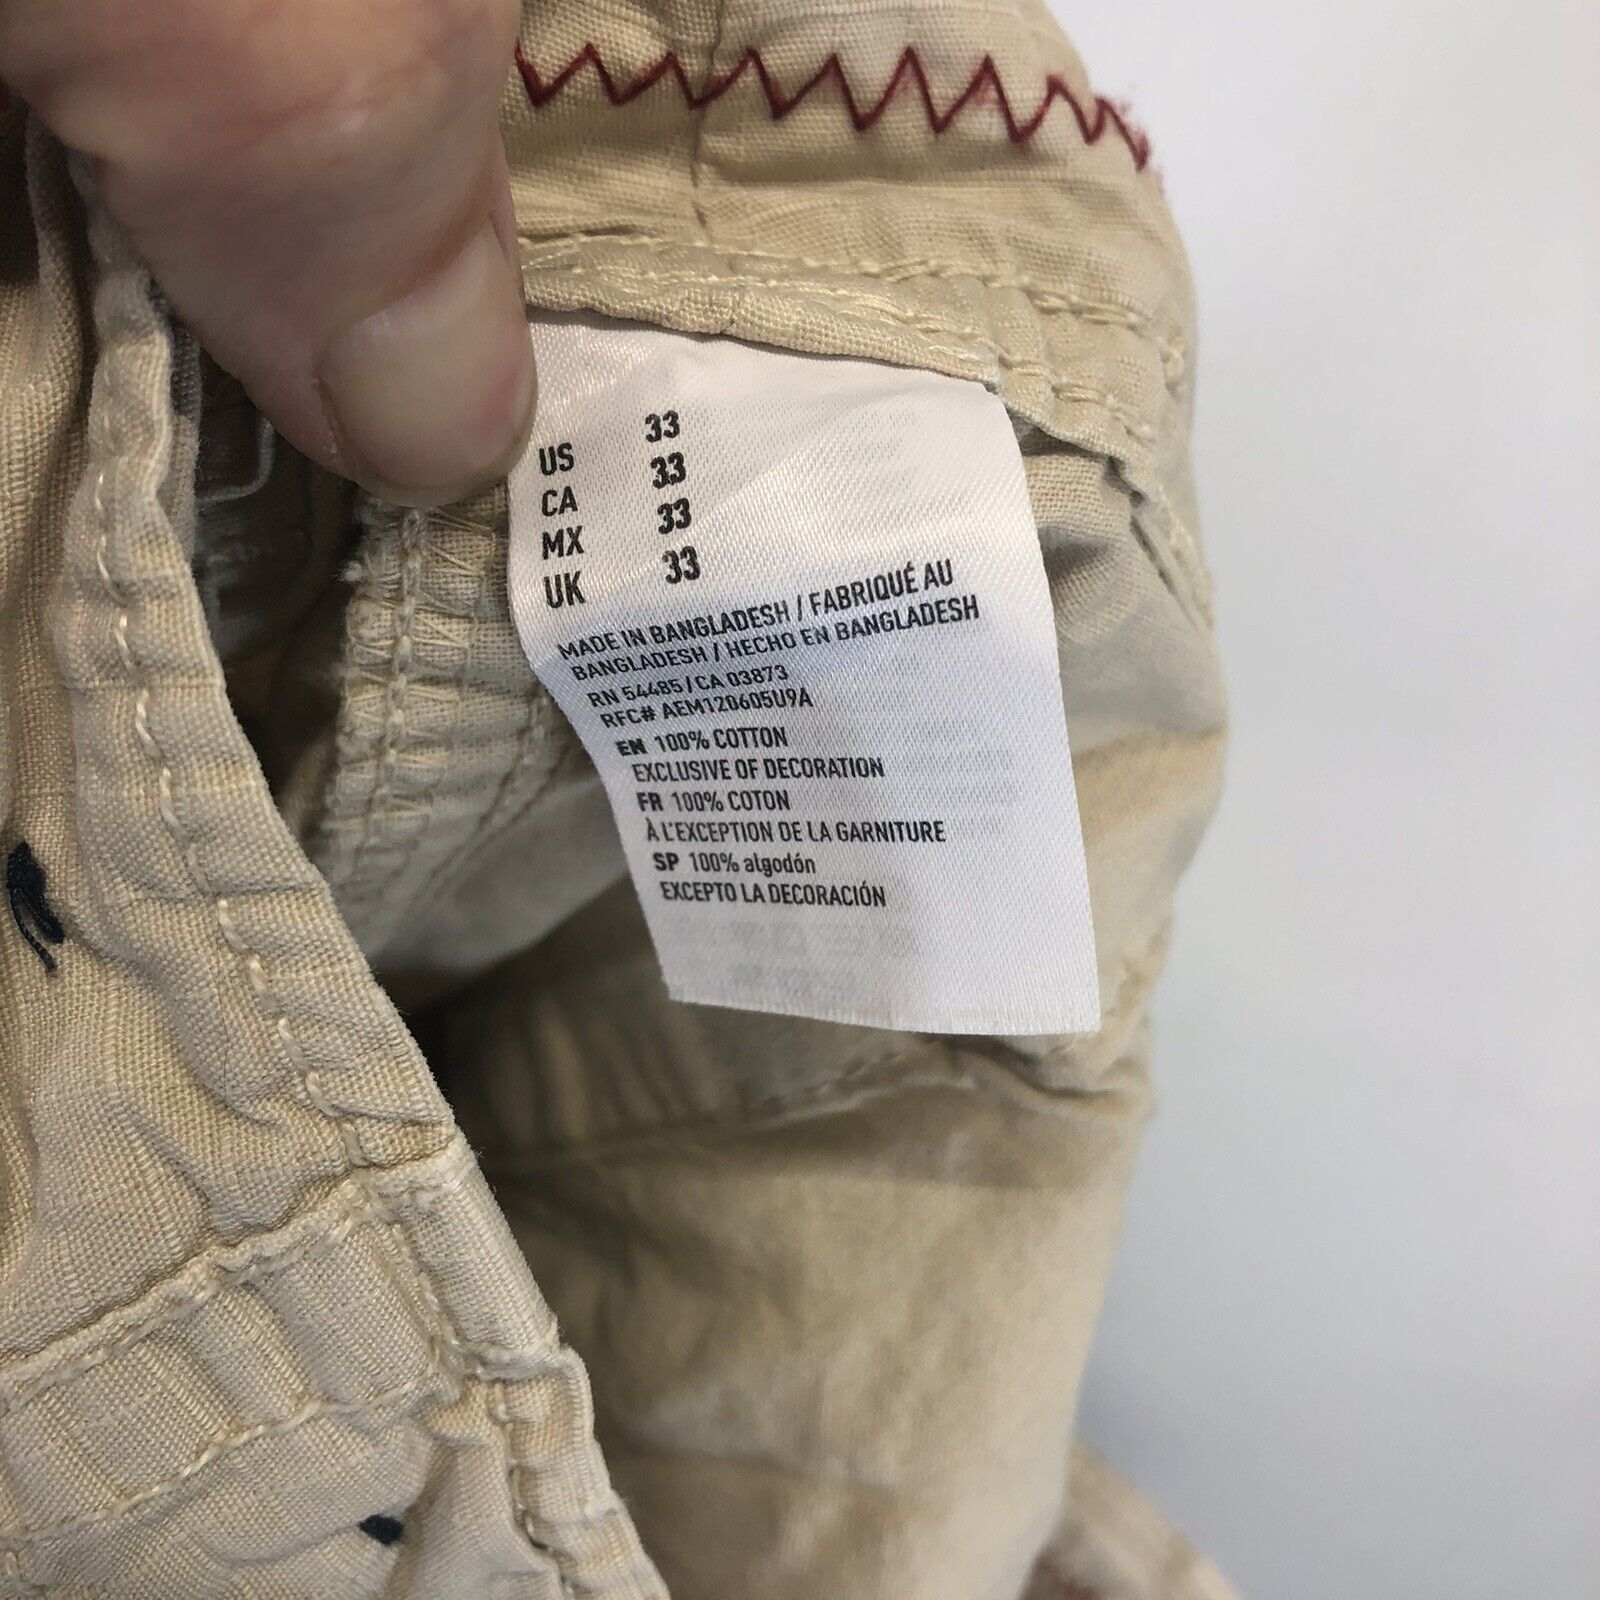 US 33
CA 33
MX 33
UK 33
MADE IN BANGLADESH / FABRIQUÉ AU
BANGLADESH / HECHO EN BANGLADESH
RN 54485 / CA 03873
RFC# AEM120605U9A
EN 100% COTTON
EXCLUSIVE OF DECORATION
FR 100% COTON
À L'EXCEPTION DE LA GARNITURE
SP 100% algodón
EXCEPTO LA DECORACIÓN